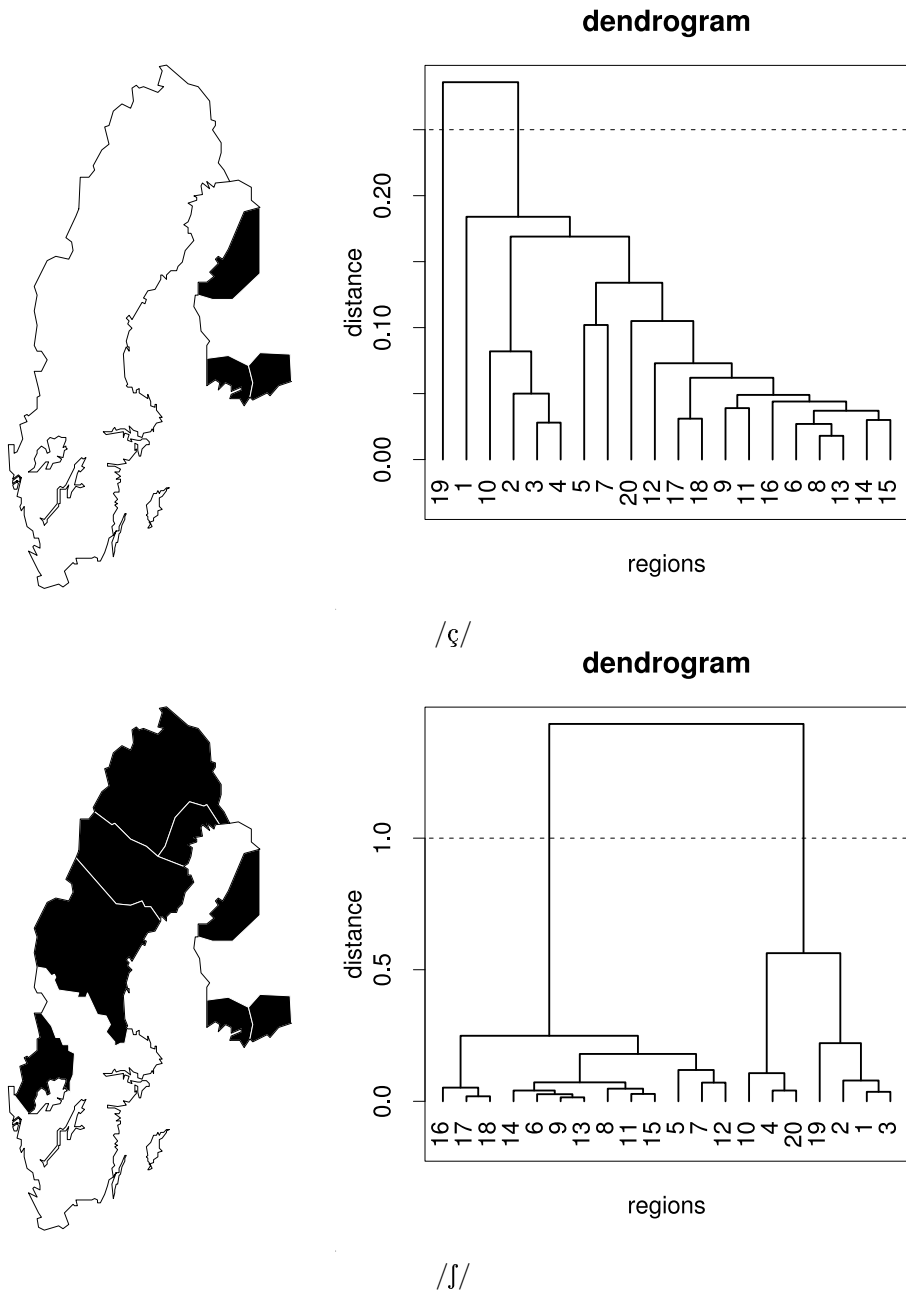 dendrogram
distance
0.00
0.10
0.20
19 1 10 2 3 4 5 7 20 12 17 18 9 11 16 6 8 13 14 15
regions
/ç/
dendrogram
distance
0.0
0.5
1.0
16 17 18 14 6 9 13 8 11 15 5 7 12 10 4 20 19 2 1 3
regions
/ʃ/